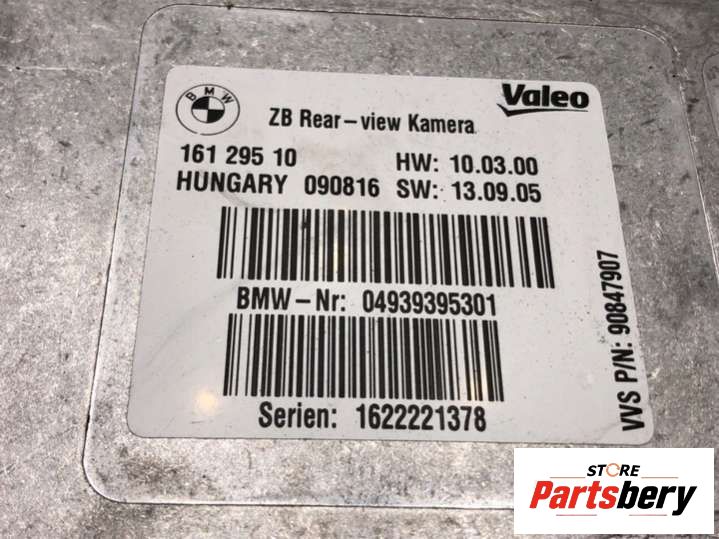 BMW
Valeo
ZB Rear-view Kamera
161 295 10 HW: 10.03.00
HUNGARY 090816 SW: 13.09.05
BMW-Nr: 04939395301
Serien: 1622221378
VVS P/N: 90847907
STORE
Partsbery